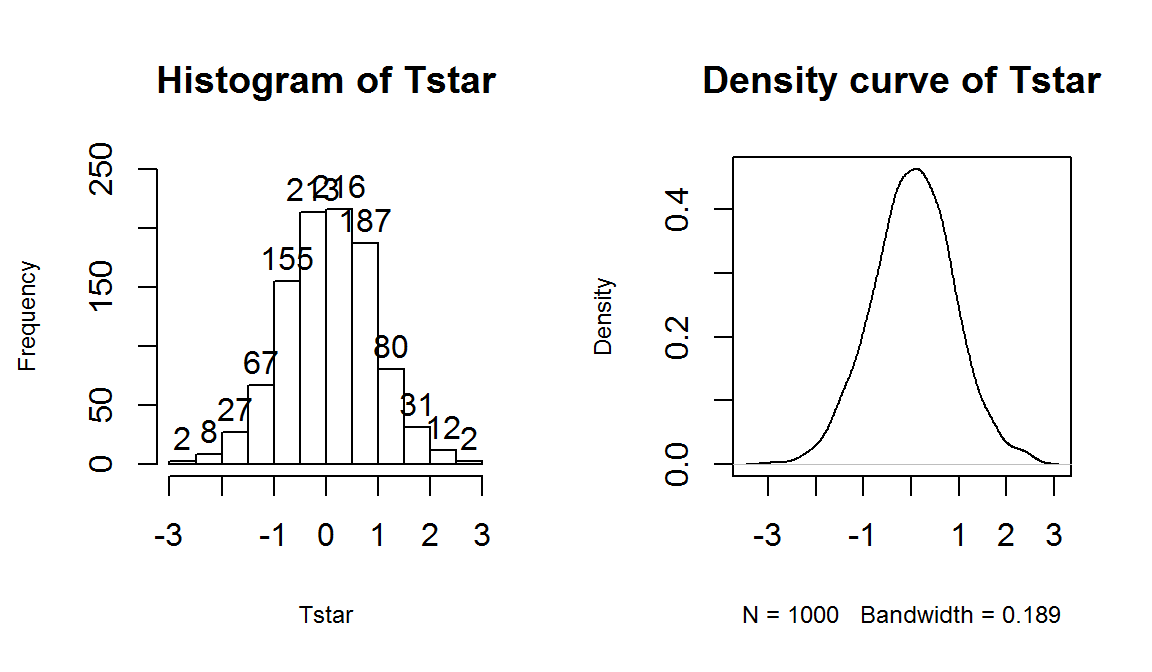 Histogram of Tstar
Frequency
250
150
50
0
2 8 27 67 155 213 216 187 80 31 12 2
-3 -1 0 1 2 3
Tstar
Density curve of Tstar
Density
0.4
0.2
0.0
-3 -1 1 2 3
N = 1000 Bandwidth = 0.189